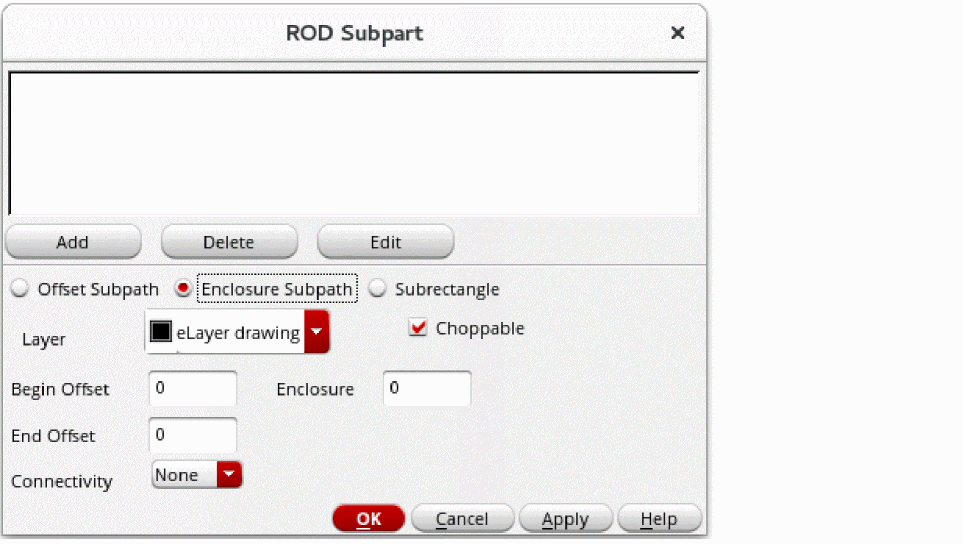 ROD Subpart
Add Delete Edit
Offset Subpath Enclosure Subpath Subrectangle
Layer eLayer drawing Choppable
Begin Offset 0 Enclosure 0
End Offset 0
Connectivity None
OK Cancel Apply Help